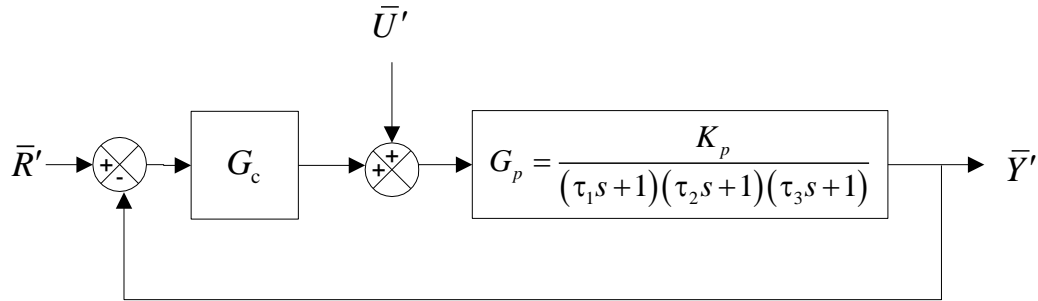 Ū′
R̄′
+
-
G_c
+
+
G_p = K_p / ((τ₁s+1)(τ₂s+1)(τ₃s+1))
Ȳ′